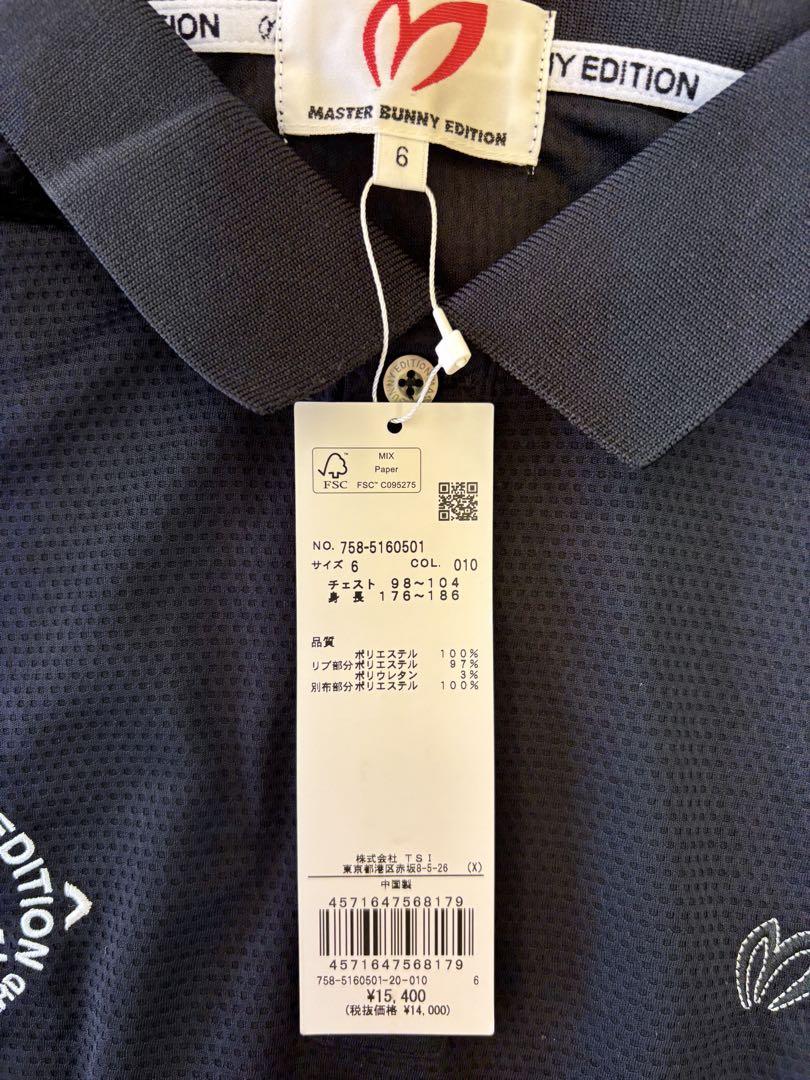 ION
NY EDITION
MASTER BUNNY EDITION
6
BUNNY EDITION
MIX
Paper
FSC™
FSC™ C095275
NO. 758-5160501
サイズ 6 COL. 010
チェスト 98～104
身長 176～186
品質
ポリエステル 100%
リブ部分ポリエステル 97%
ポリウレタン 3%
別布部分ポリエステル 100%
株式会社 TSI
東京都港区赤坂8-5-26 (X)
中国製
4571647568179
4571647568179
758-5160501-20-010 6
¥15,400
(税抜価格 ¥14,000)
EDITION